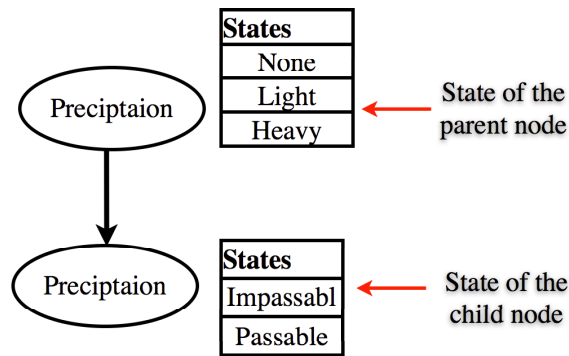 States
None
Preciptaion
Light
Heavy
State of the
parent node
Preciptaion
States
Impassabl
Passable
State of the
child node